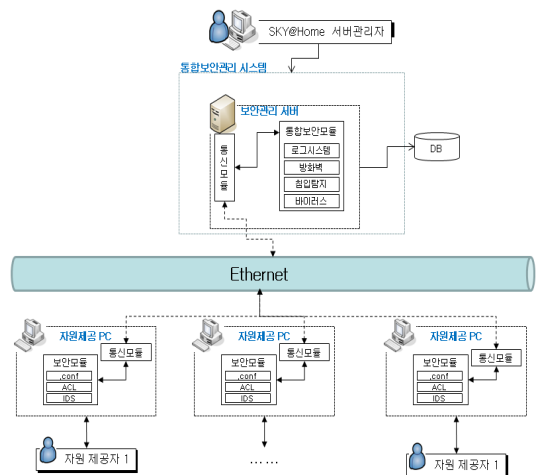 SKY@Home 서버관리자
통합보안관리 시스템
보안관리 서버
통신모듈
통합보안모듈
로그시스템
방화벽
침입탐지
바이러스
DB
Ethernet
자원제공 PC
통신모듈
보안모듈
.conf
ACL
IDS
자원 제공자 1
자원제공 PC
통신모듈
보안모듈
.conf
ACL
IDS
……
자원제공 PC
통신모듈
보안모듈
.conf
ACL
IDS
자원 제공자 1